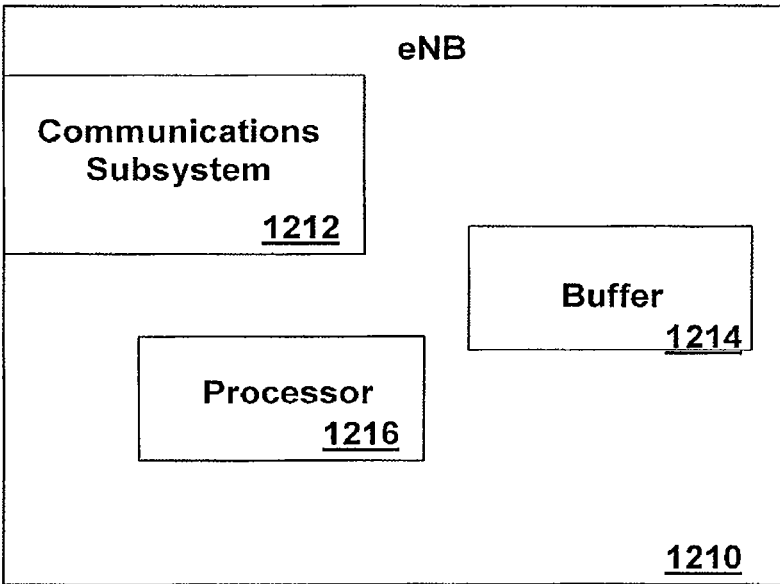 eNB
Communications
Subsystem
1212
Buffer
1214
Processor
1216
1210